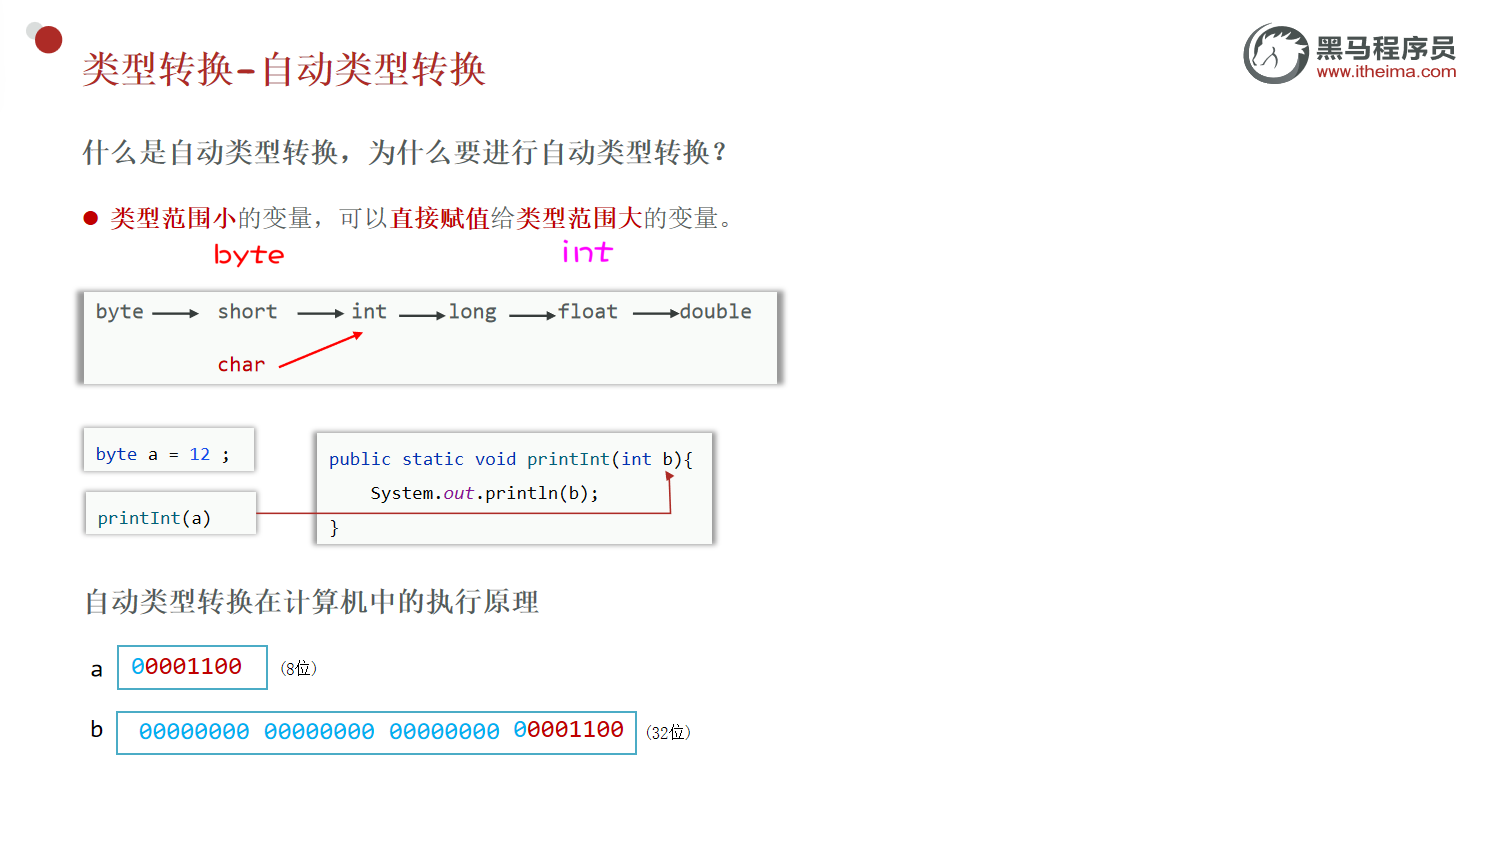 类型转换-自动类型转换
黑马程序员
www.itheima.com
什么是自动类型转换，为什么要进行自动类型转换？
类型范围小的变量，可以直接赋值给类型范围大的变量。
byte int
byte short int long float double
char
byte a = 12 ;
printInt(a)
public static void printInt(int b){
System.out.println(b);
}
自动类型转换在计算机中的执行原理
a 00001100 (8位)
b 00000000 00000000 00000000 00001100 (32位)